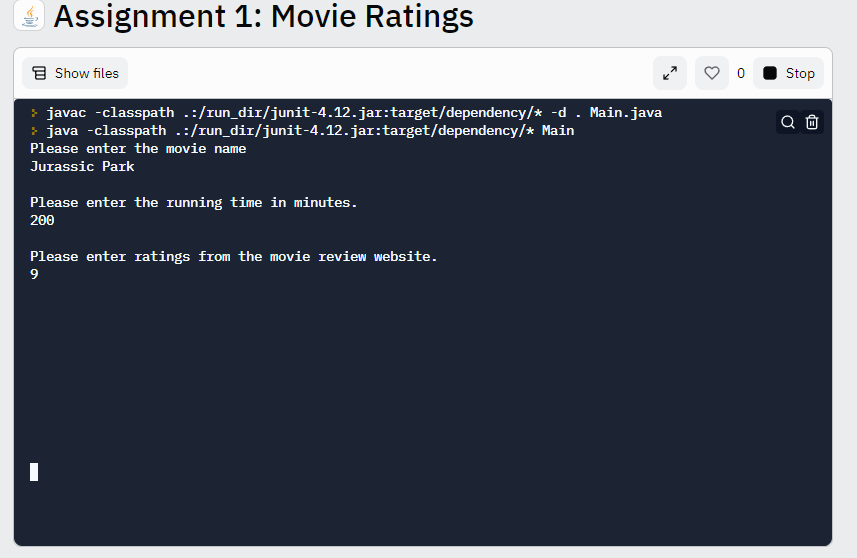 Assignment 1: Movie Ratings
Show files
0
Stop
javac -classpath .:/run_dir/junit-4.12.jar:target/dependency/* -d . Main.java
java -classpath .:/run_dir/junit-4.12.jar:target/dependency/* Main
Please enter the movie name
Jurassic Park
Please enter the running time in minutes.
200
Please enter ratings from the movie review website.
9